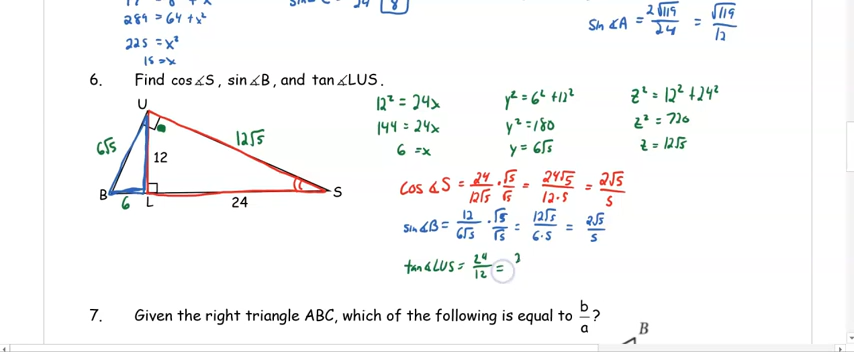 289 = 64 + x²
225 = x²
15 = x
sin ∡A = 2√119/24 = √119/12
6. Find cos∡S, sin∡B, and tan∡LUS.
U
6√5
12√5
12
B
6
L
24
S
12² = 24x
144 = 24x
6 = x
y² = 6² + 12²
y² = 180
y = 6√5
z² = 12² + 24²
z² = 720
z = 12√5
cos ∡S = 24/12√5 · √5/√5 = 24√5/12·5 = 2√5/5
sin∡B = 12/6√5 · √5/√5 = 12√5/6·5 = 2√5/5
tan∡LUS = 24/12 =
7. Given the right triangle ABC, which of the following is equal to b/a?
B